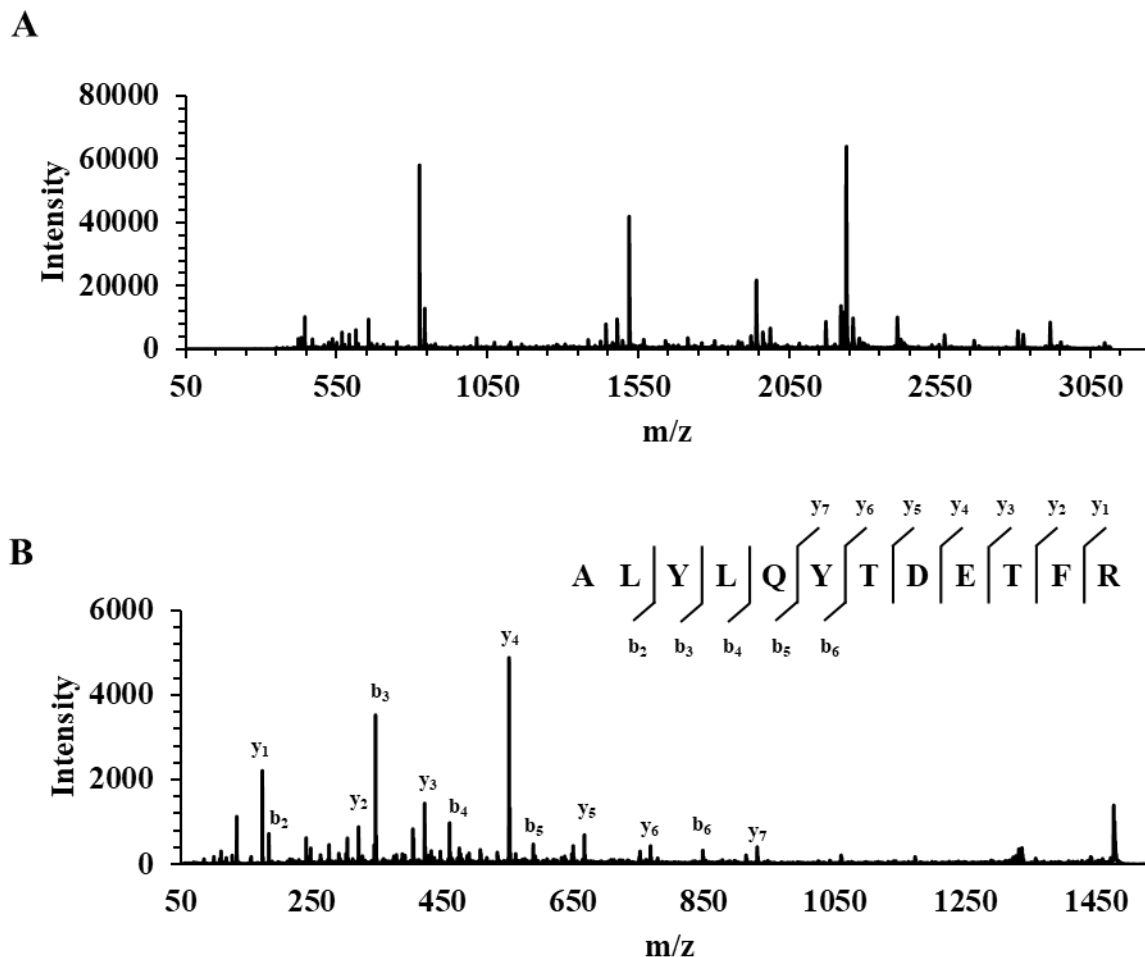 A
80000
60000
40000
20000
0
Intensity
50 550 1050 1550 2050 2550 3050
m/z
B
y7 y6 y5 y4 y3 y2 y1
A L Y L Q Y T D E T F R
b2 b3 b4 b5 b6
6000
4000
2000
0
Intensity
y1 b2 y2 b3 y3 b4 y4 b5 y5 y6 b6 y7
50 250 450 650 850 1050 1250 1450
m/z